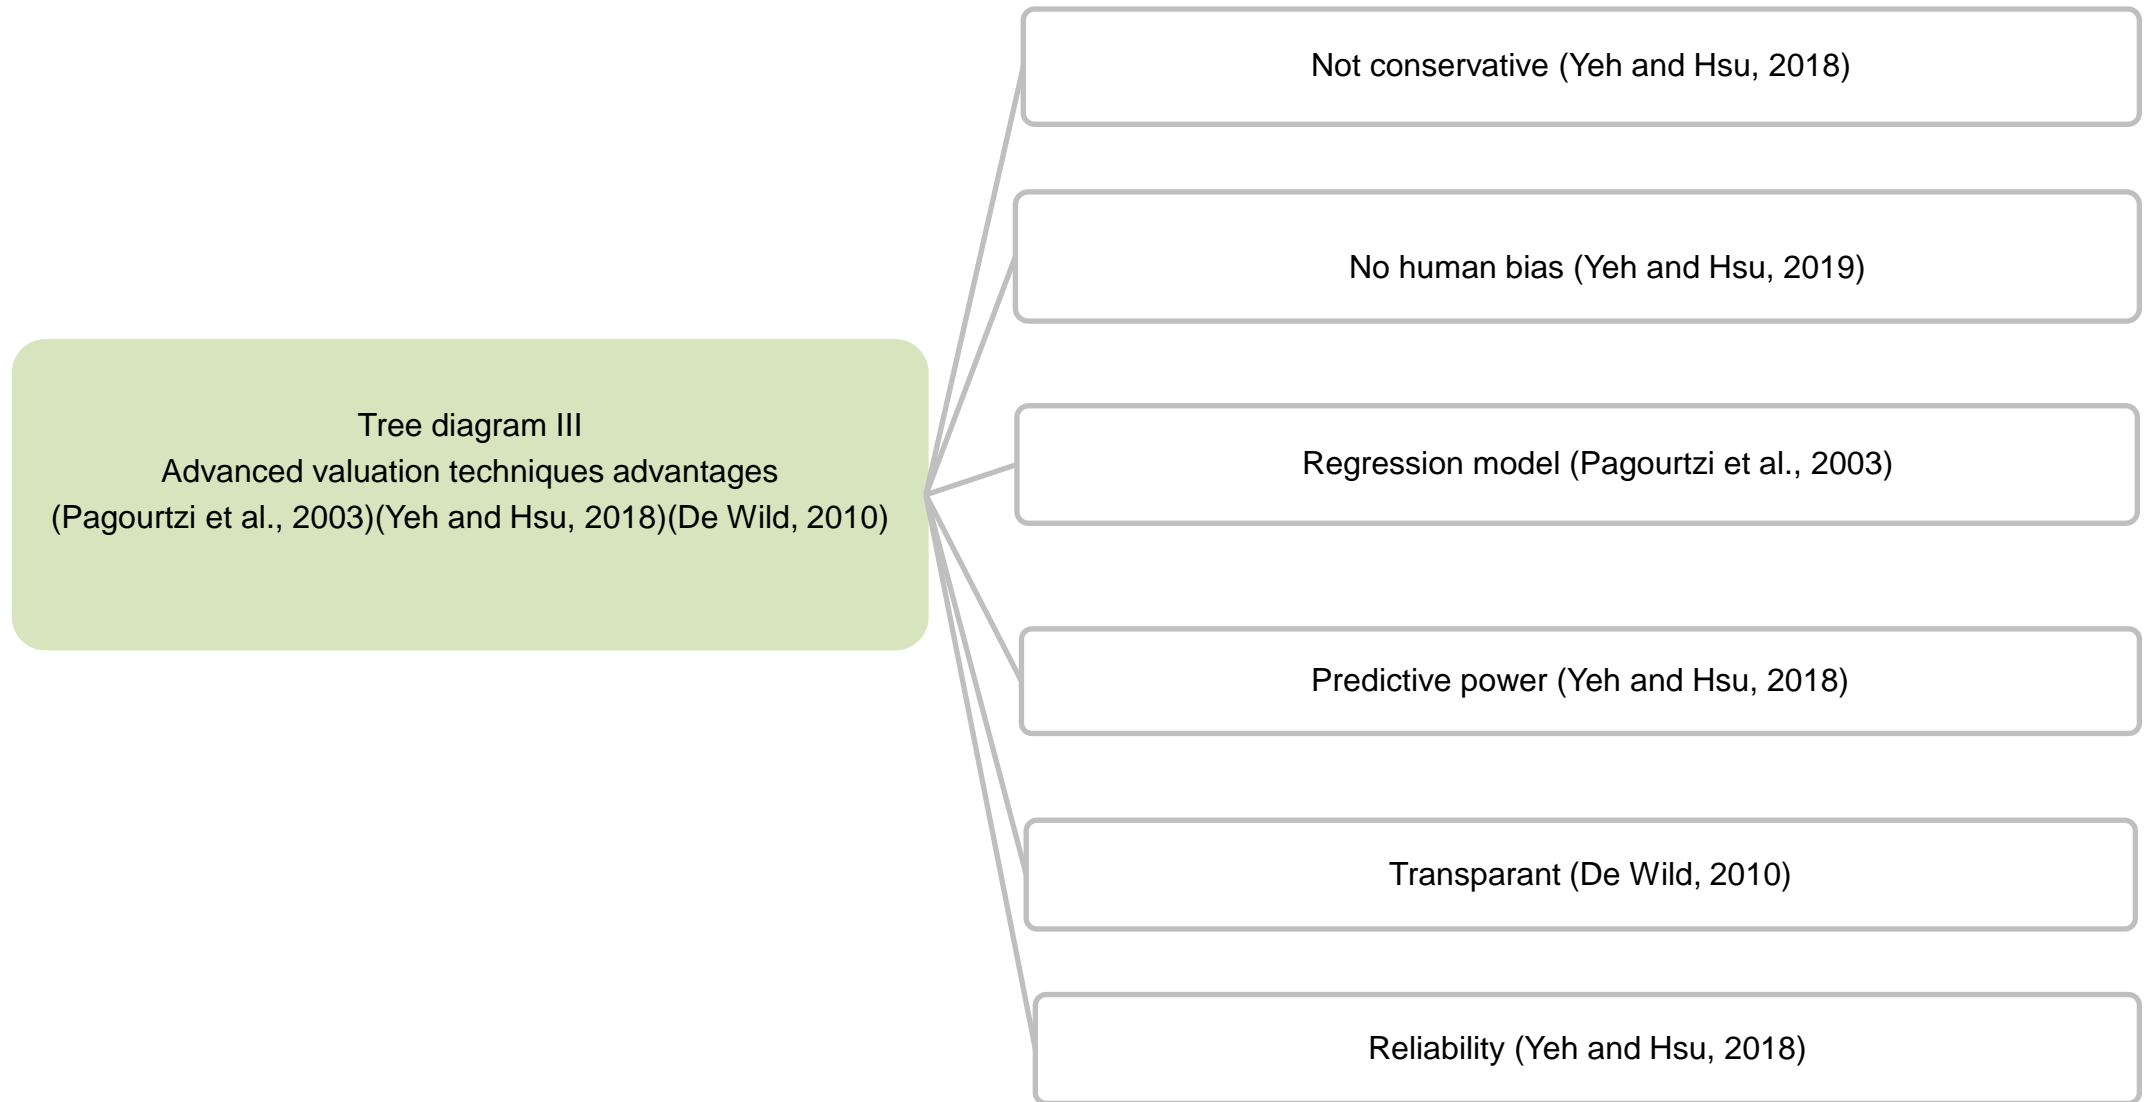 Not conservative (Yeh and Hsu, 2018)
No human bias (Yeh and Hsu, 2019)
Tree diagram III
Advanced valuation techniques advantages
(Pagourtzi et al., 2003)(Yeh and Hsu, 2018)(De Wild, 2010)
Regression model (Pagourtzi et al., 2003)
Predictive power (Yeh and Hsu, 2018)
Transparant (De Wild, 2010)
Reliability (Yeh and Hsu, 2018)